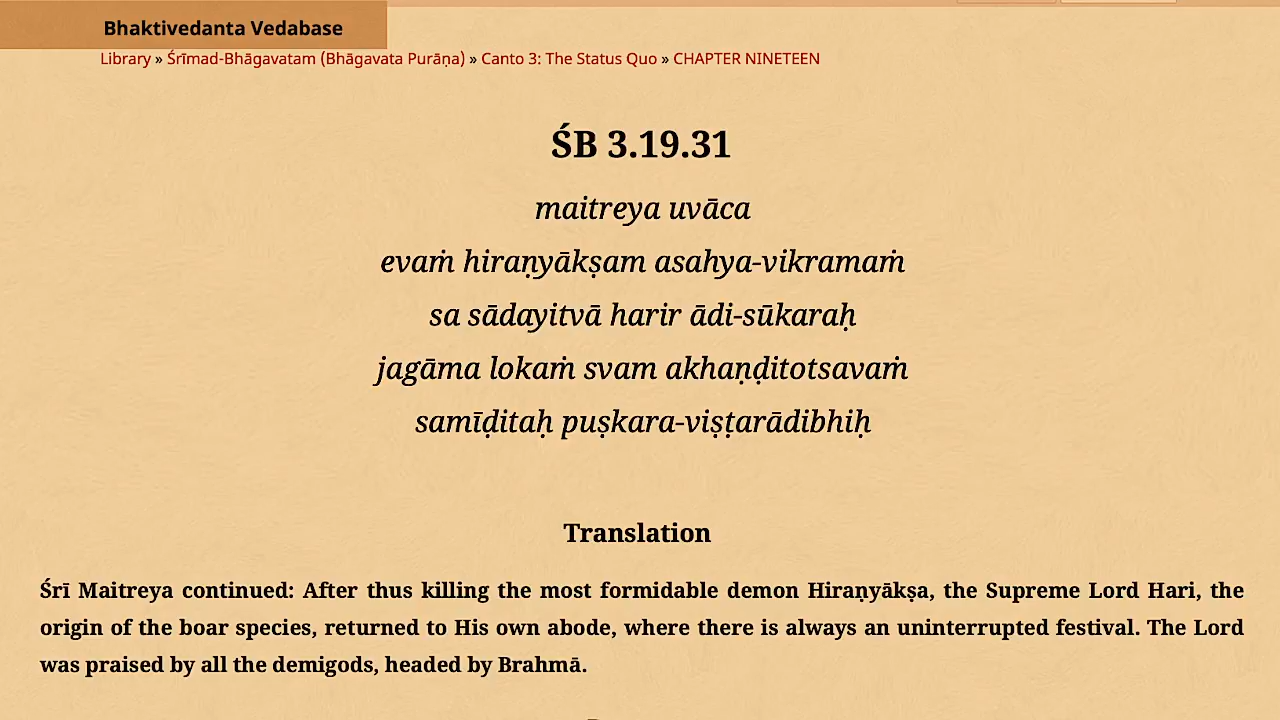 Bhaktivedanta Vedabase
Library » Śrīmad-Bhāgavatam (Bhāgavata Purāṇa) » Canto 3: The Status Quo » CHAPTER NINETEEN
ŚB 3.19.31
maitreya uvāca
evaṁ hiraṇyākṣam asahya-vikramaṁ
sa sādayitvā harir ādi-sūkaraḥ
jagāma lokaṁ svam akhaṇḍitotsavaṁ
samīḍitaḥ puṣkara-viṣṭarādibhiḥ
Translation
Śrī Maitreya continued: After thus killing the most formidable demon Hiraṇyākṣa, the Supreme Lord Hari, the
origin of the boar species, returned to His own abode, where there is always an uninterrupted festival. The Lord
was praised by all the demigods, headed by Brahmā.